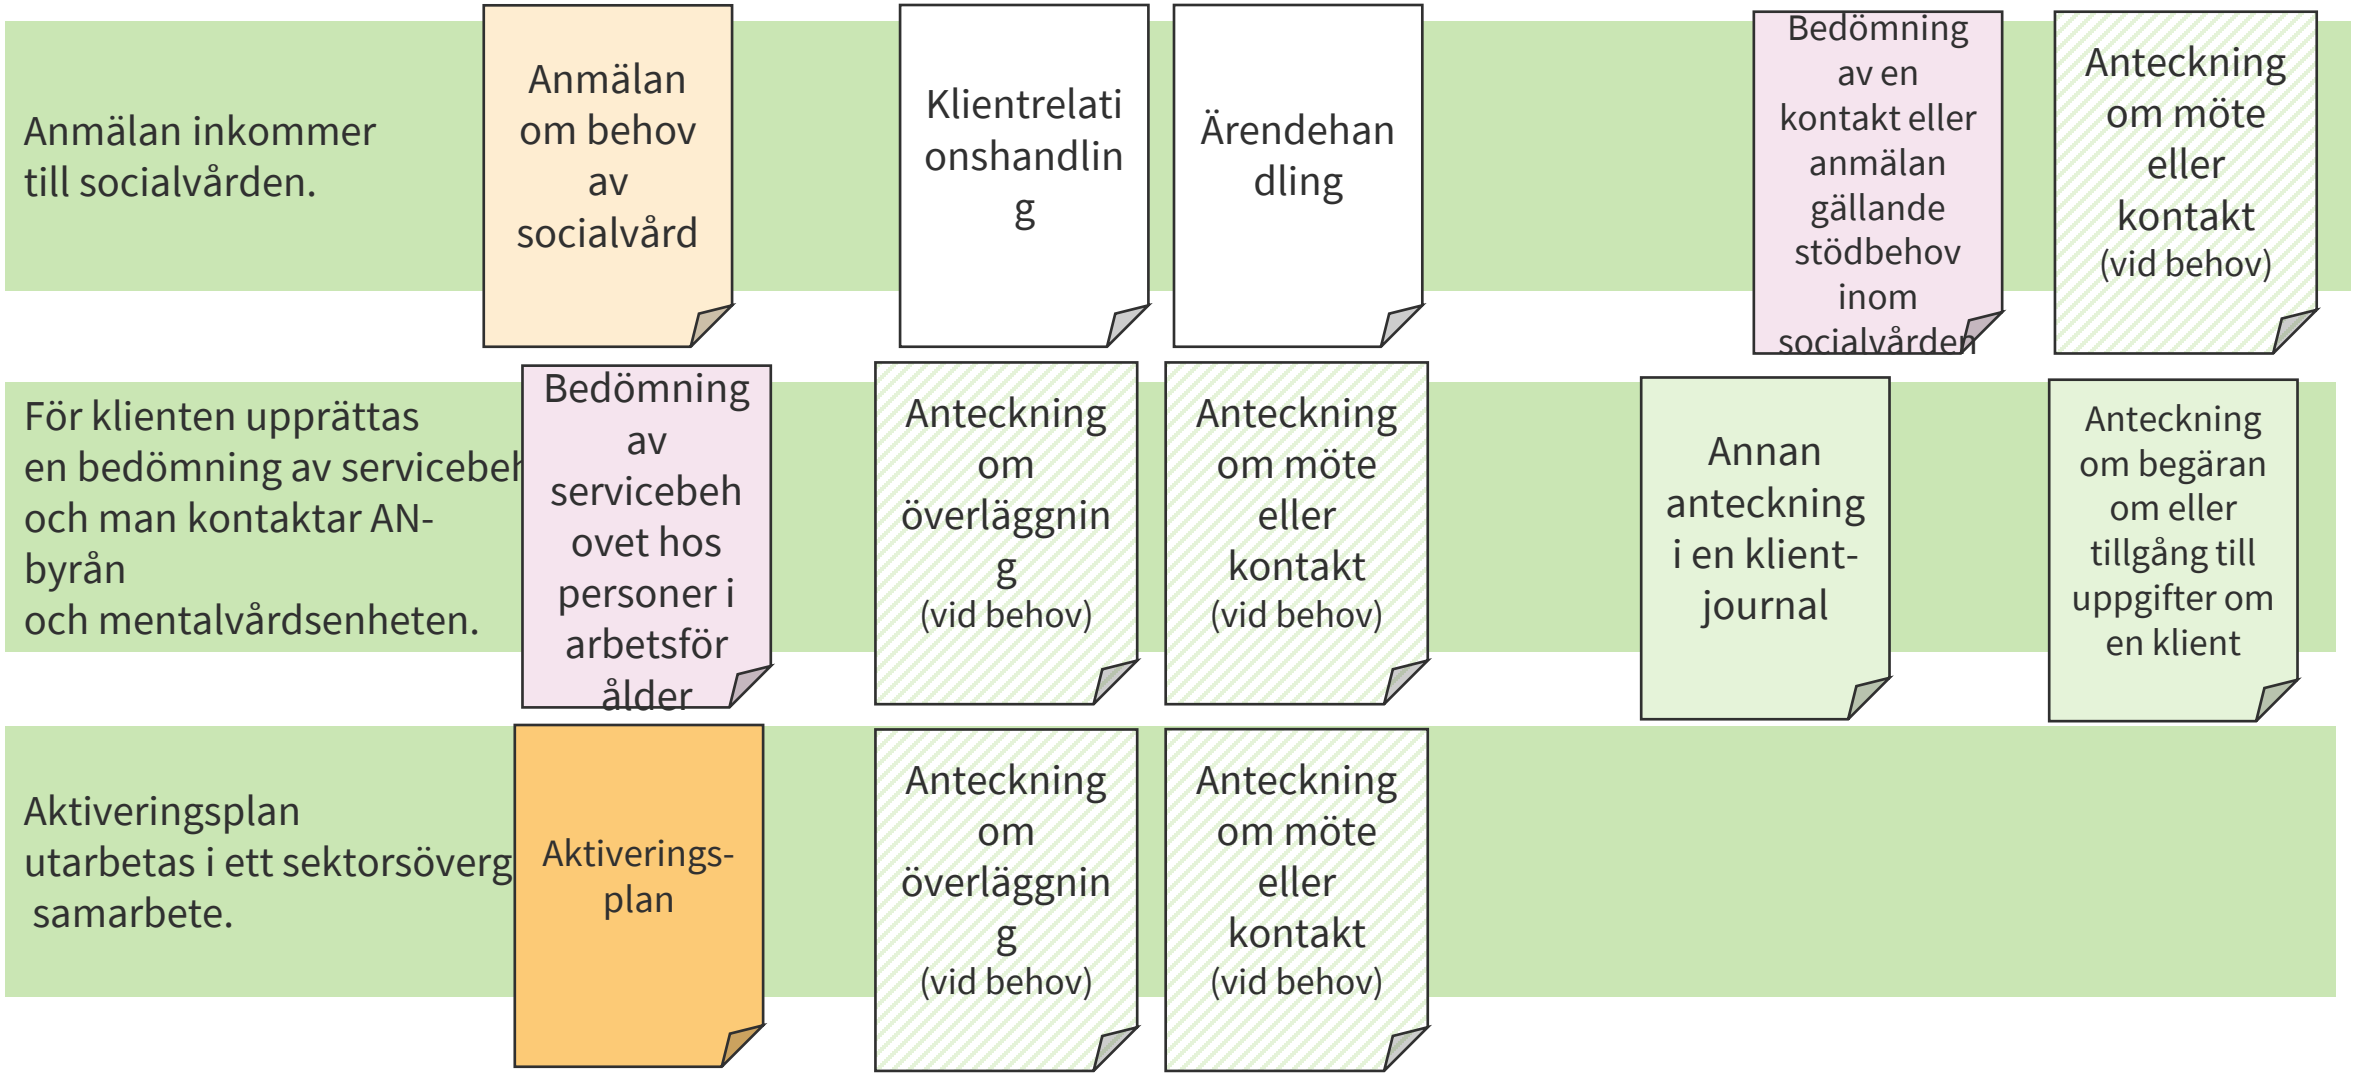 Anmälan inkommer
till socialvården.
Anmälan
om behov
av
socialvård
Klientrelati
onshandlin
g
Ärendehan
dling
Bedömning
av en
kontakt eller
anmälan
gällande
stödbehov
inom
socialvården
Anteckning
om möte
eller
kontakt
(vid behov)
För klienten upprättas
en bedömning av servicebeh
och man kontaktar AN-
byrån
och mentalvårdsenheten.
Bedömning
av
servicebeh
ovet hos
personer i
arbetsför
ålder
Anteckning
om
överläggnin
g
(vid behov)
Anteckning
om möte
eller
kontakt
(vid behov)
Annan
anteckning
i en klient-
journal
Anteckning
om begäran
om eller
tillgång till
uppgifter om
en klient
Aktiveringsplan
utarbetas i ett sektorsöverg
samarbete.
Aktiverings-
plan
Anteckning
om
överläggnin
g
(vid behov)
Anteckning
om möte
eller
kontakt
(vid behov)